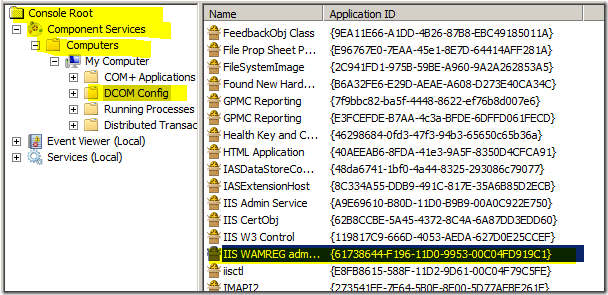 Console Root
Component Services
Computers
My Computer
COM+ Applications
DCOM Config
Running Processes
Distributed Transac
Event Viewer (Local)
Services (Local)
Name Application ID
FeedbackObj Class {9EA11E66-A1DD-4B26-87B8-EBC49185011A}
File Prop Sheet P... {E96767E0-7EAA-45E1-8E7D-64414AFF281A}
FileSystemImage {2C941FD1-975B-59BE-A960-9A2A262853A5}
Found New Hard... {B6A32FE6-E29D-AEAE-A608-D273E40CA34C}
GPMC Reporting {7f9bbc82-ba5f-4448-8622-ef76b8d007e6}
GPMC Reporting {E3FCEFDE-B7AA-4c3a-BFDE-6DFFD061FECD}
Health Key and C... {46298684-0fd3-47f3-94b3-65650c65b36a}
HTML Application {40AEEAB6-8FDA-41e3-9A5F-8350D4CFCA91}
IASDataStoreCo... {48da6741-1bf0-4a44-8325-293086c79077}
IASExtensionHost {8C334A55-DDB9-491C-817E-35A6B85D2ECB}
IIS Admin Service {A9E69610-B80D-11D0-B9B9-00A0C922E750}
IIS CertObj {62B8CCBE-5A45-4372-8C4A-6A87DD3EDD60}
IIS W3 Control {119817C9-666D-4053-AEDA-627D0E25CCEF}
IIS WAMREG adm... {61738644-F196-11D0-9953-00C04FD919C1}
iisctl {E8FB8615-588F-11D2-9D61-00C04F79C5FE}
IMAPI2 {273541FF-7F64-5B0F-8F00-5D77AFBE261F}